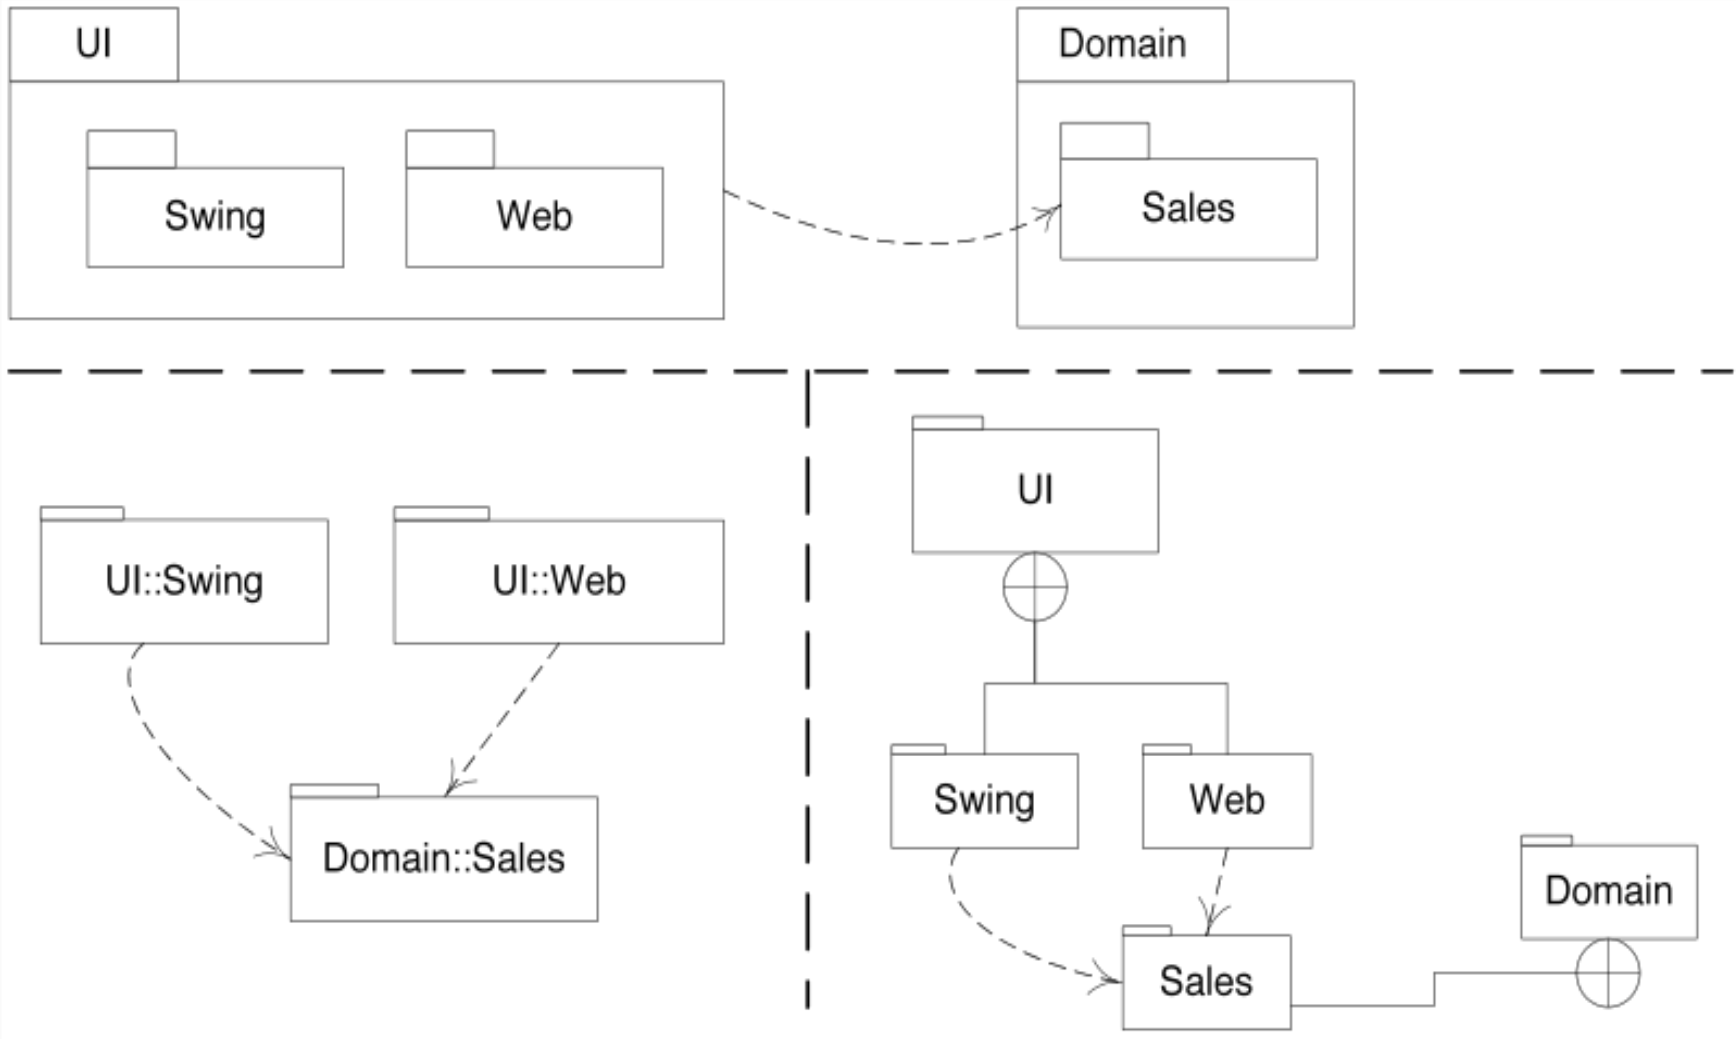 UI
Domain
Swing
Web
Sales
UI::Swing
UI::Web
Domain::Sales
UI
Swing
Web
Domain
Sales